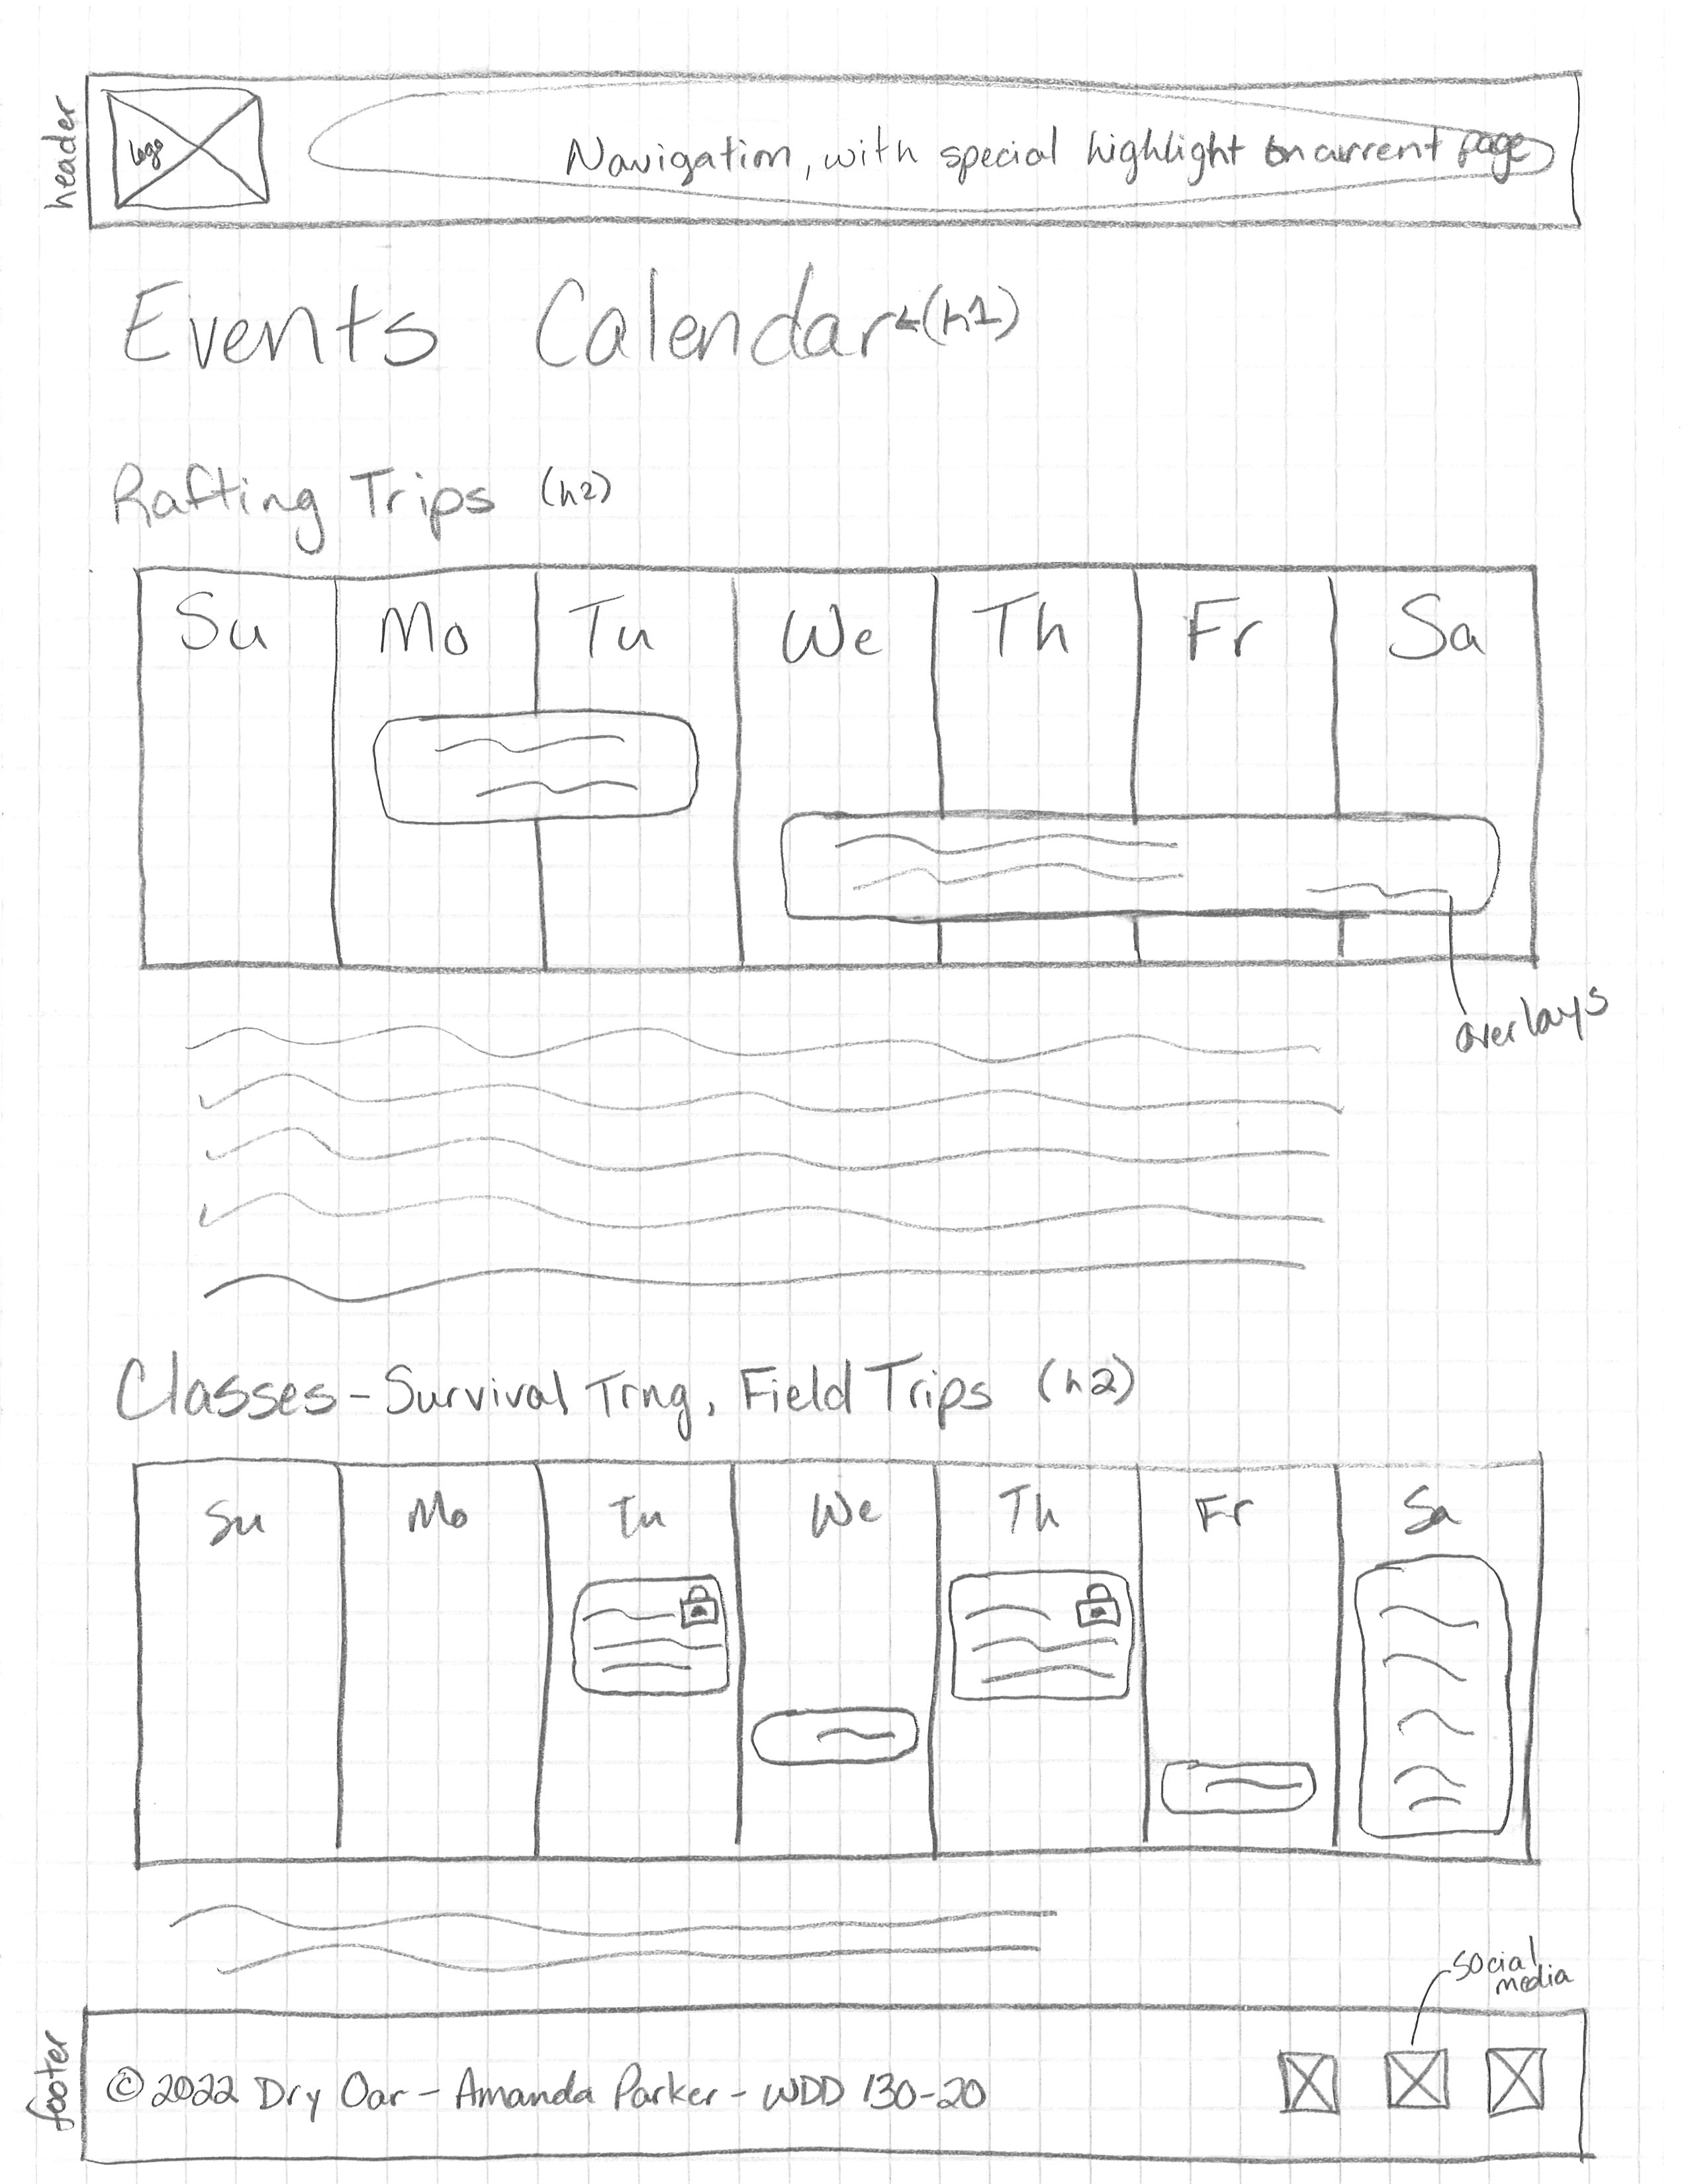 header
logo
Navigation, with special highlight on current page
Events Calendar ←(h1)
Rafting Trips (h2)
Su Mo Tu We Th Fr Sa
overlays
Classes - Survival Trng, Field Trips (h2)
Su Mo Tu We Th Fr Sa
social
media
footer
© 2022 Dry Oar - Amanda Parker - WDD 130-20